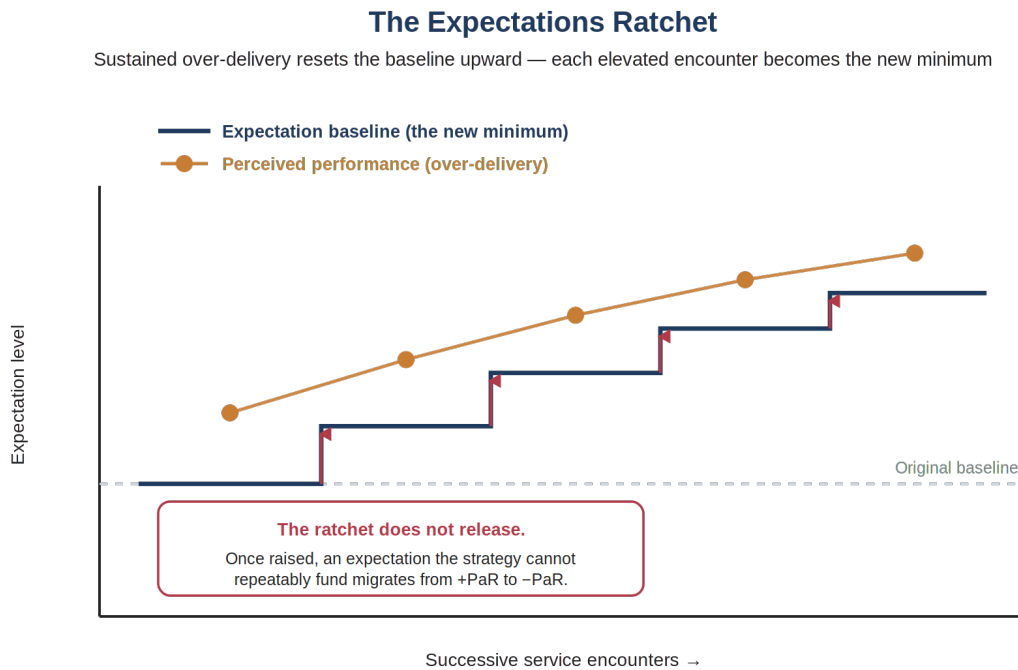 The Expectations Ratchet
Sustained over-delivery resets the baseline upward — each elevated encounter becomes the new minimum
Expectation baseline (the new minimum)
Perceived performance (over-delivery)
Expectation level
Original baseline
The ratchet does not release.
Once raised, an expectation the strategy cannot
repeatably fund migrates from +PaR to −PaR.
Successive service encounters →